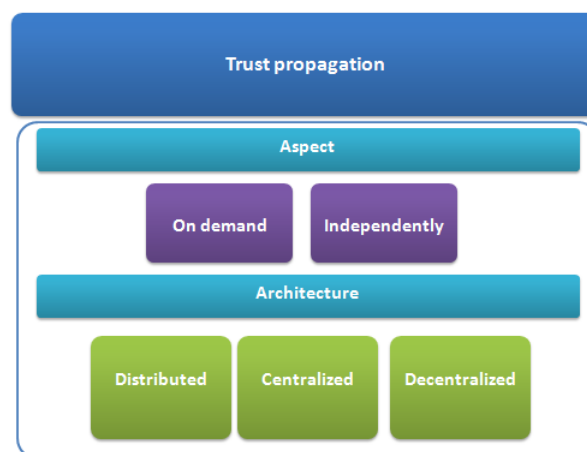 Trust propagation
Aspect
On demand
Independently
Architecture
Distributed
Centralized
Decentralized